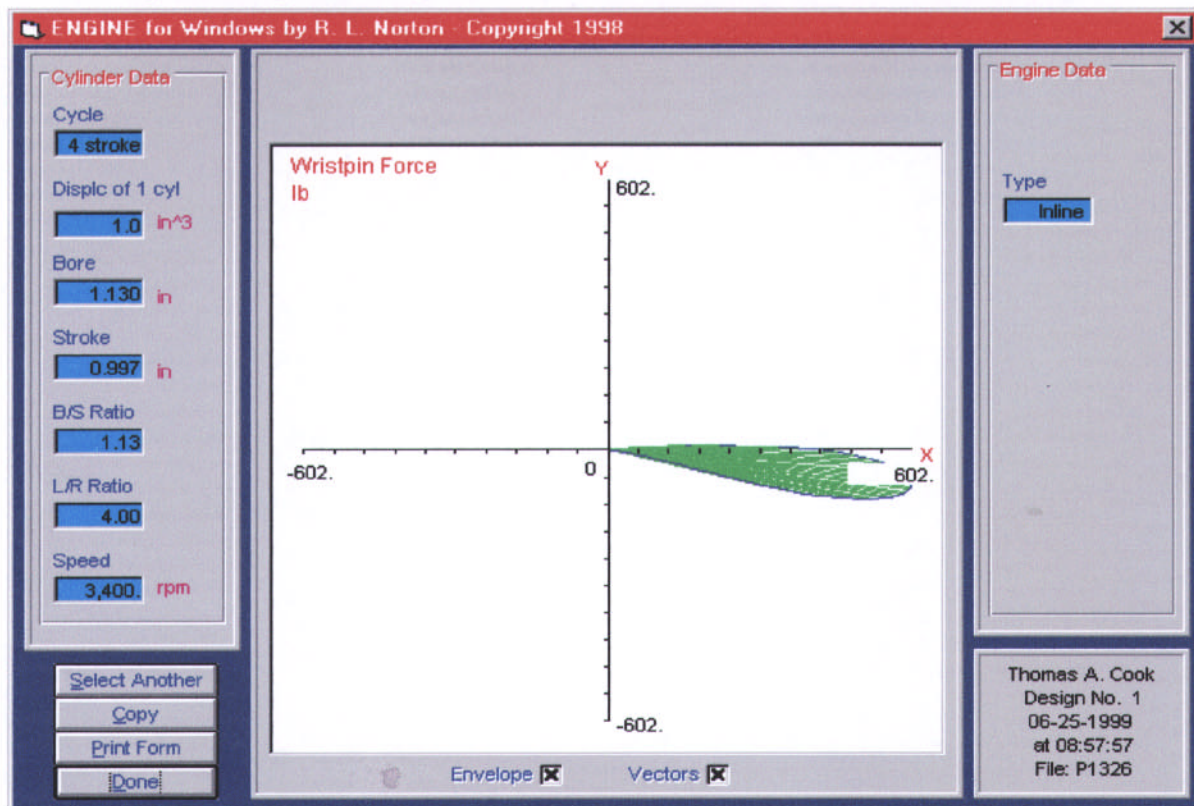 ENGINE for Windows by R. L. Norton - Copyright 1998
Cylinder Data
Cycle
4 stroke
Displc of 1 cyl
1.0 in^3
Bore
1.130 in
Stroke
0.997 in
B/S Ratio
1.13
L/R Ratio
4.00
Speed
3,400. rpm
Select Another
Copy
Print Form
Done
Wristpin Force
lb
Y
602.
-602.
0
X
602.
-602.
Envelope
Vectors
Engine Data
Type
Inline
Thomas A. Cook
Design No. 1
06-25-1999
at 08:57:57
File: P1326